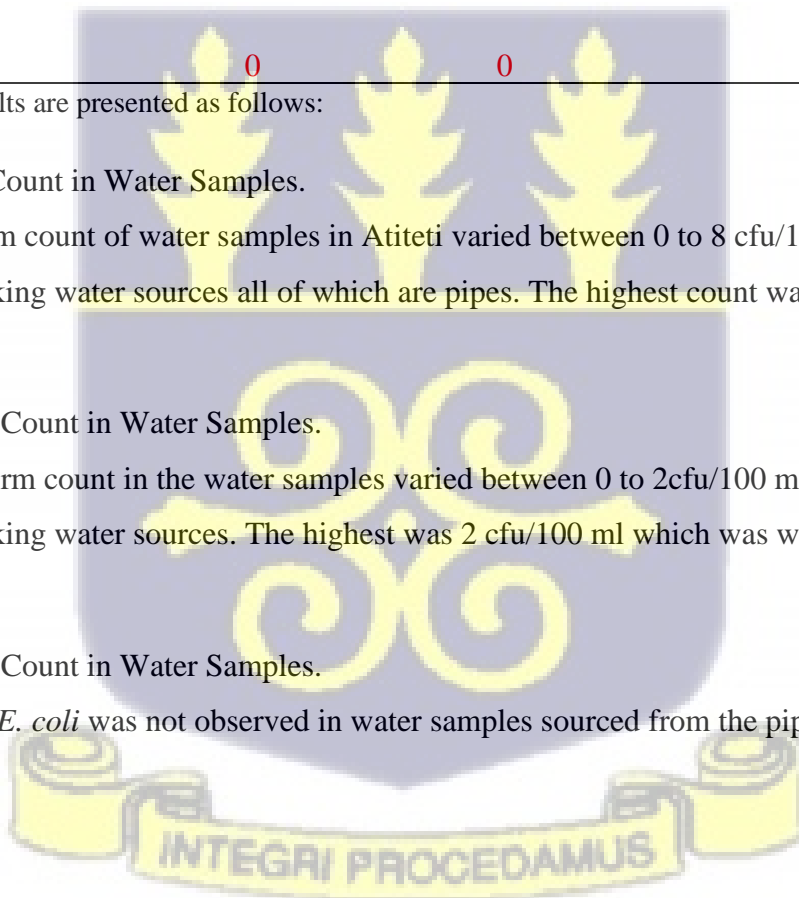 0 0
lts are presented as follows:
Count in Water Samples.
m count of water samples in Atiteti varied between 0 to 8 cfu/1
king water sources all of which are pipes. The highest count wa
Count in Water Samples.
rm count in the water samples varied between 0 to 2cfu/100 m
king water sources. The highest was 2 cfu/100 ml which was w
Count in Water Samples.
E. coli was not observed in water samples sourced from the pip
INTEGRI PROCEDAMUS